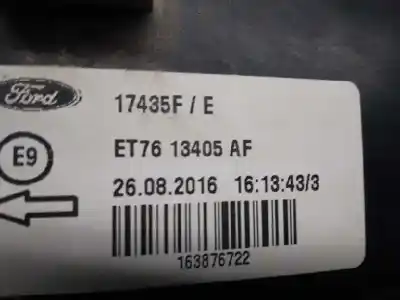 Ford
17435F / E
E9
ET76 13405 AF
26.08.2016 16:13:43/3
163876722